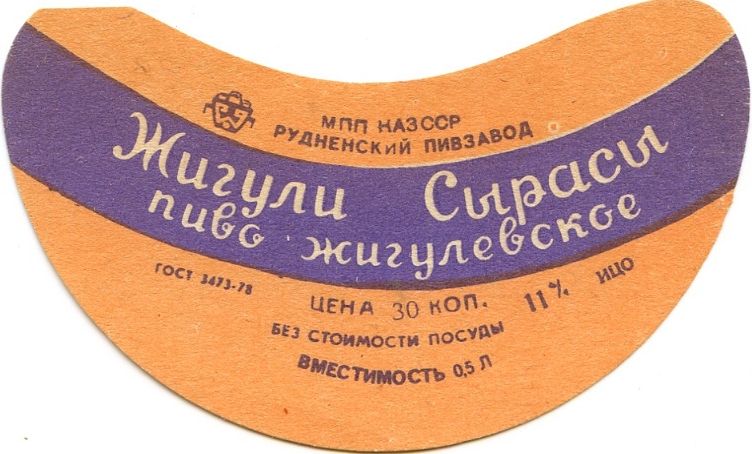 МПП КАЗССР
РУДНЕНСКИЙ ПИВЗАВОД
Жигули Сырасы
пиво жигулевское
ГОСТ 3473-78
ЦЕНА 30 КОП. 11% ИЦО
БЕЗ СТОИМОСТИ ПОСУДЫ
ВМЕСТИМОСТЬ 0,5 Л